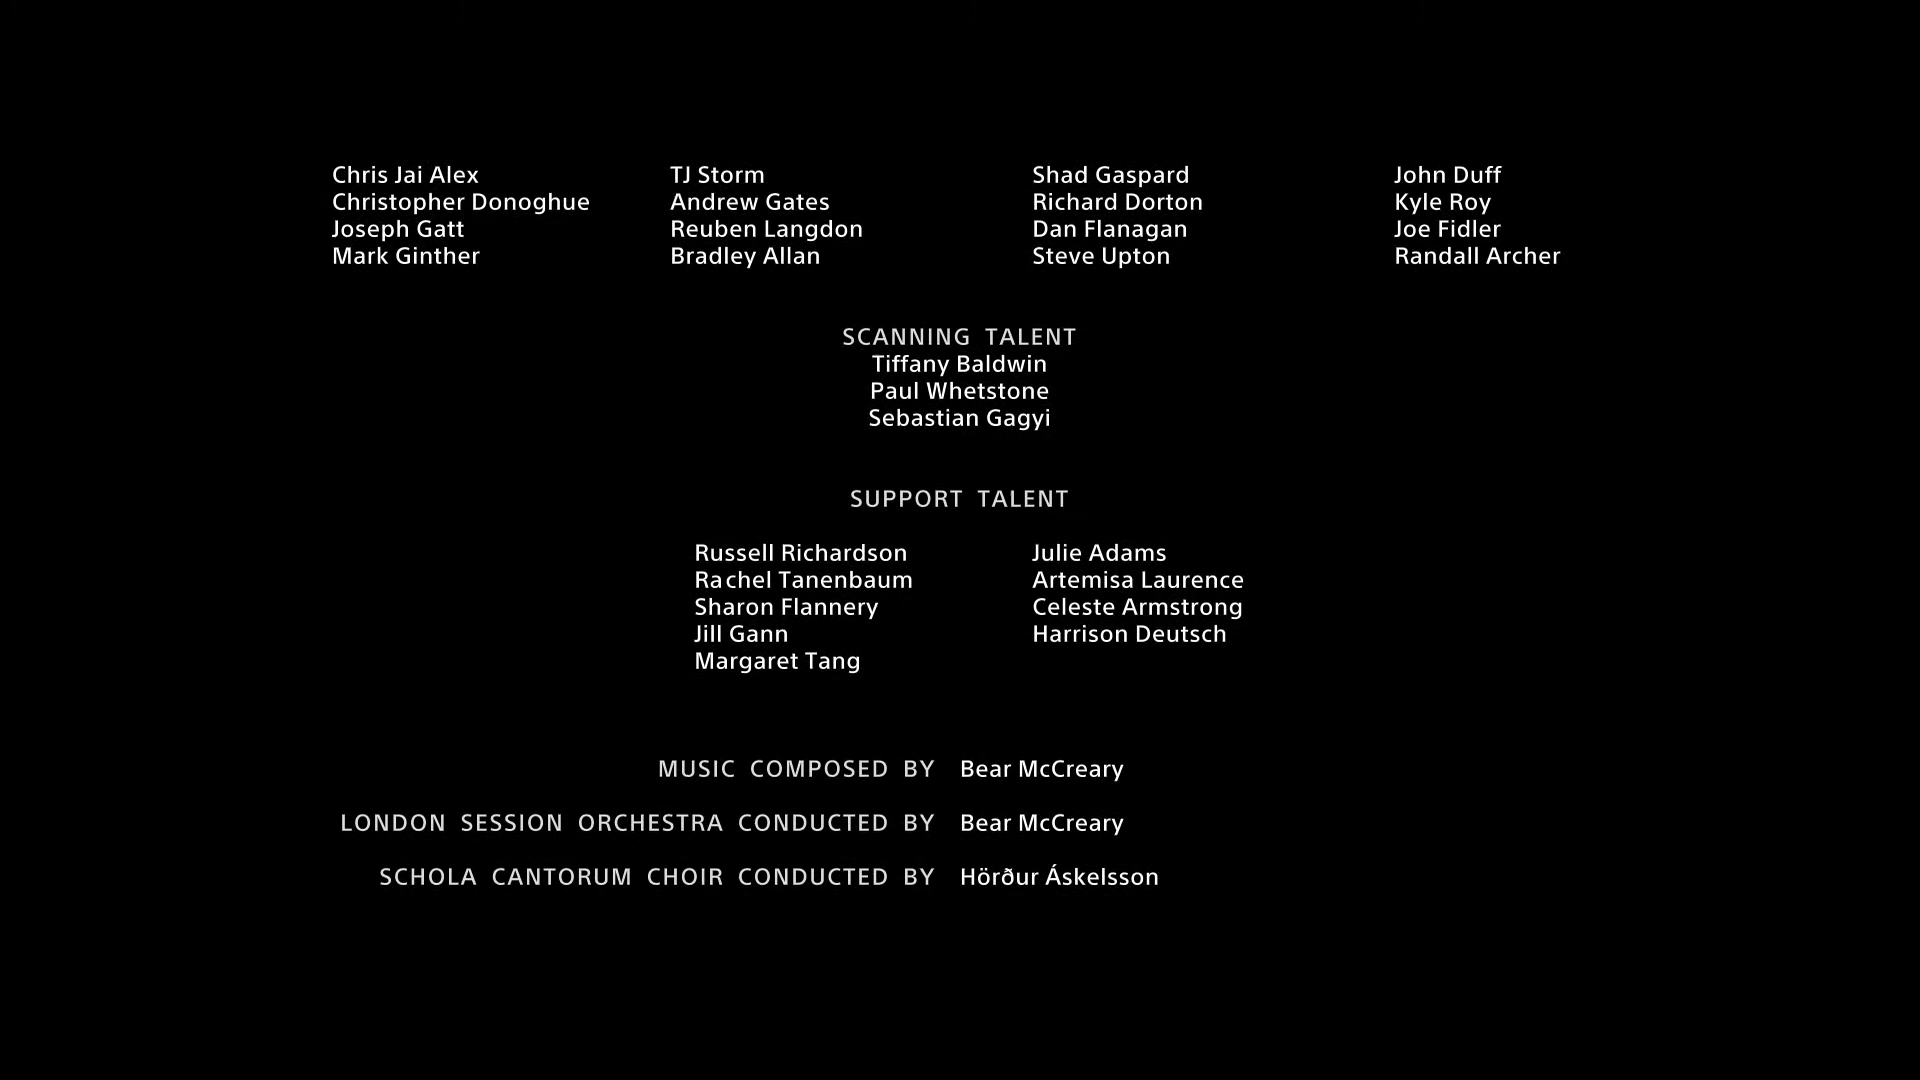 Chris Jai Alex TJ Storm Shad Gaspard John Duff
Christopher Donoghue Andrew Gates Richard Dorton Kyle Roy
Joseph Gatt Reuben Langdon Dan Flanagan Joe Fidler
Mark Ginther Bradley Allan Steve Upton Randall Archer
SCANNING TALENT
Tiffany Baldwin
Paul Whetstone
Sebastian Gagyi
SUPPORT TALENT
Russell Richardson Julie Adams
Rachel Tanenbaum Artemisa Laurence
Sharon Flannery Celeste Armstrong
Jill Gann Harrison Deutsch
Margaret Tang
MUSIC COMPOSED BY Bear McCreary
LONDON SESSION ORCHESTRA CONDUCTED BY Bear McCreary
SCHOLA CANTORUM CHOIR CONDUCTED BY Hörður Áskelsson